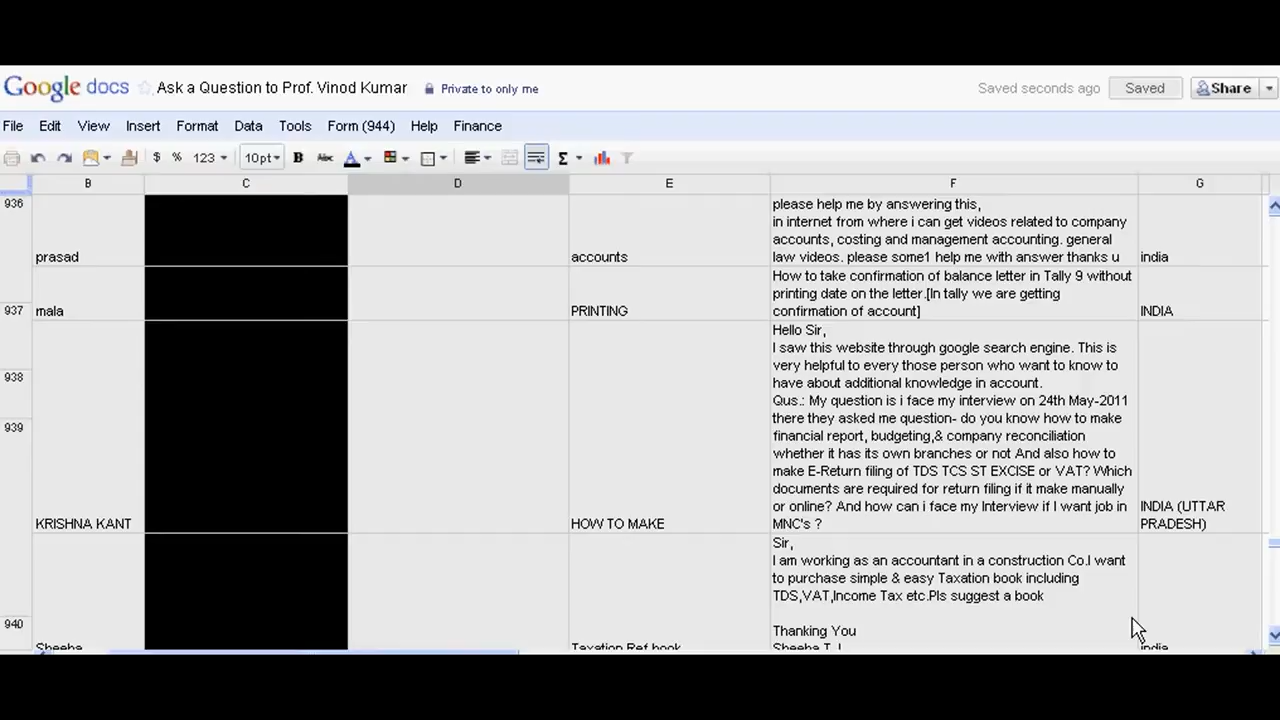 Google docs Ask a Question to Prof. Vinod Kumar Private to only me Saved seconds ago Saved Share
File Edit View Insert Format Data Tools Form (944) Help Finance
$ % 123 10pt B Abc A Σ
B C D E F G
936
prasad
accounts
please help me by answering this,
in internet from where i can get videos related to company
accounts, costing and management accounting. general
law videos. please some1 help me with answer thanks u
india
937
mala
PRINTING
How to take confirmation of balance letter in Tally 9 without
printing date on the letter.[In tally we are getting
confirmation of account]
INDIA
938
939
KRISHNA KANT
HOW TO MAKE
Hello Sir,
I saw this website through google search engine. This is
very helpful to every those person who want to know to
have about additional knowledge in account.
Qus.: My question is i face my interview on 24th May-2011
there they asked me question- do you know how to make
financial report, budgeting,& company reconciliation
whether it has its own branches or not And also how to
make E-Return filing of TDS TCS ST EXCISE or VAT? Which
documents are required for return filing if it make manually
or online? And how can i face my Interview if I want job in
MNC's ?
INDIA (UTTAR
PRADESH)
940
Sheeba
Taxation Ref book
Sir,
I am working as an accountant in a construction Co.I want
to purchase simple & easy Taxation book including
TDS,VAT,Income Tax etc.Pls suggest a book
Thanking You
Sheeba T
india